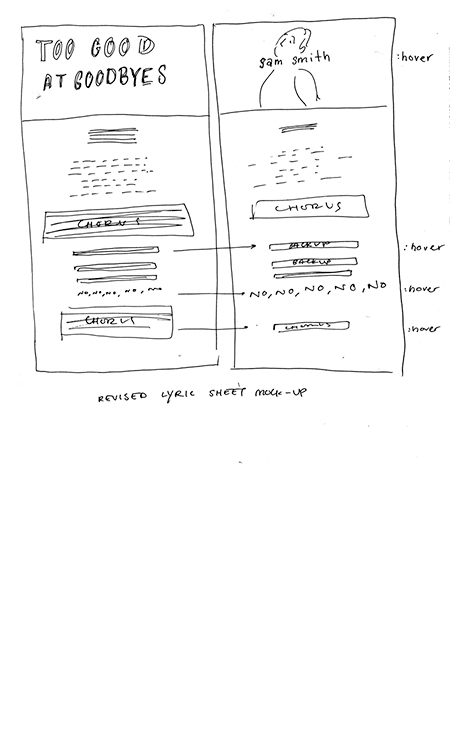 TOO GOOD
AT GOODBYES
CHORUS
NO, NO, NO, NO, NO
CHORUS
sam smith
:hover
CHORUS
BACKUP
:hover
BACKUP
NO, NO, NO, NO, NO
:hover
CHORUS
:hover
REVISED LYRIC SHEET MOCK-UP